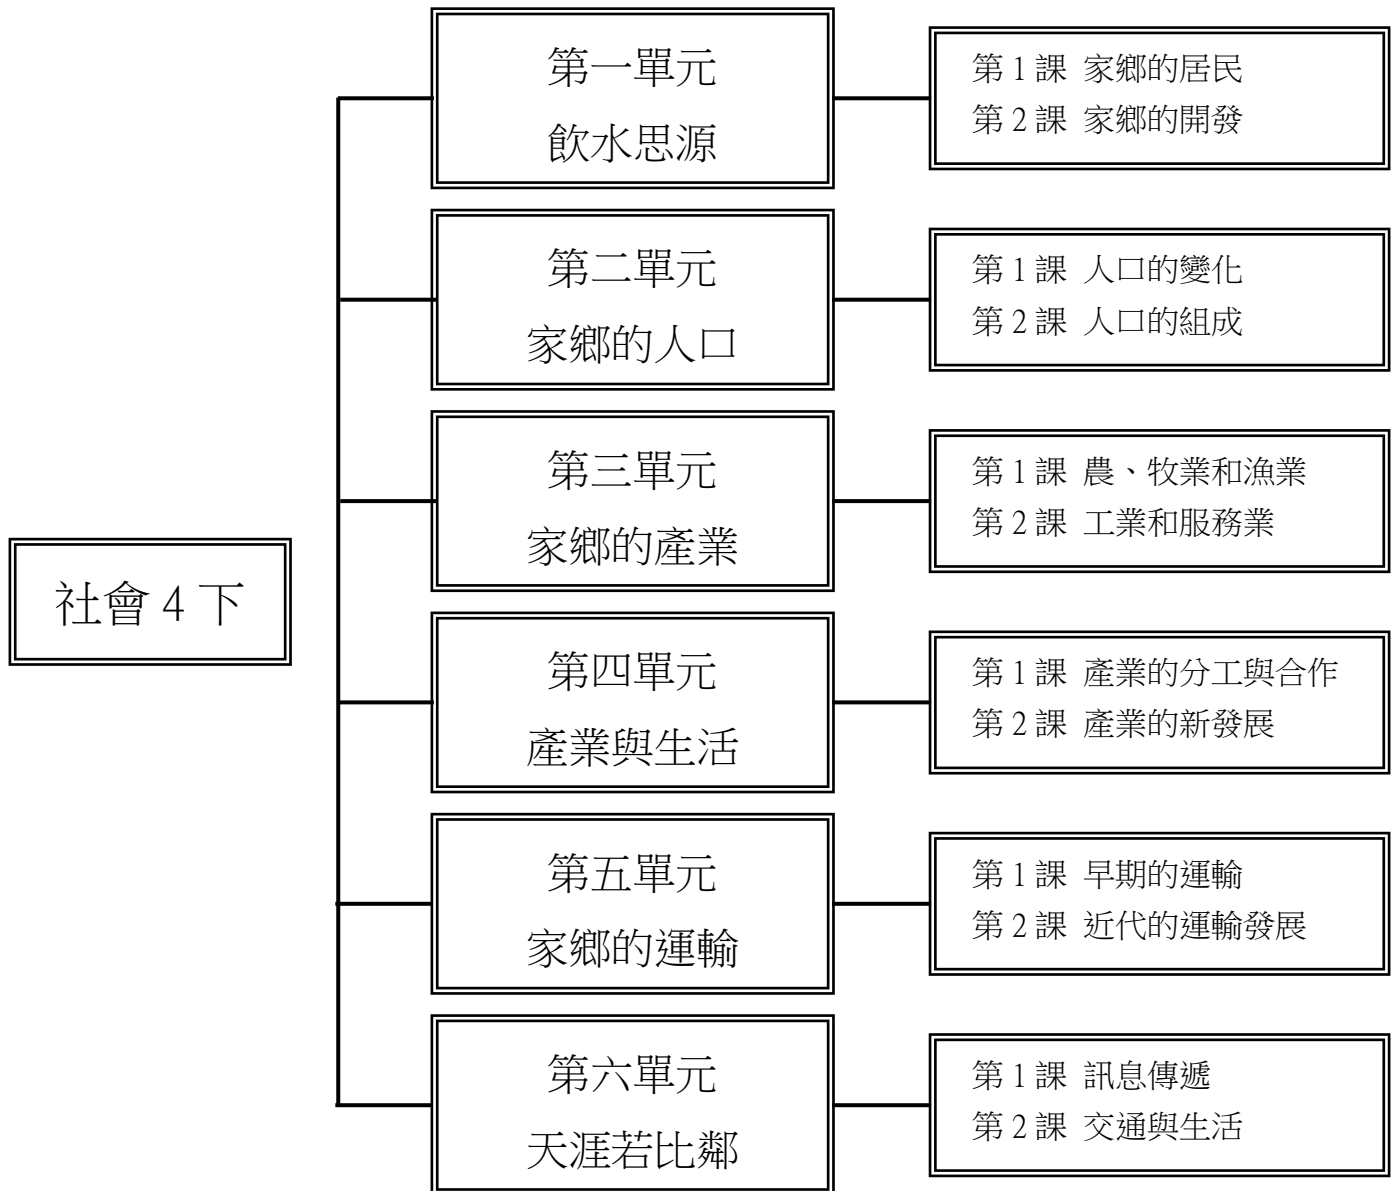 社會4下
第一單元
飲水思源
第1課 家鄉的居民
第2課 家鄉的開發
第二單元
家鄉的人口
第1課 人口的變化
第2課 人口的組成
第三單元
家鄉的產業
第1課 農、牧業和漁業
第2課 工業和服務業
第四單元
產業與生活
第1課 產業的分工與合作
第2課 產業的新發展
第五單元
家鄉的運輸
第1課 早期的運輸
第2課 近代的運輸發展
第六單元
天涯若比鄰
第1課 訊息傳遞
第2課 交通與生活